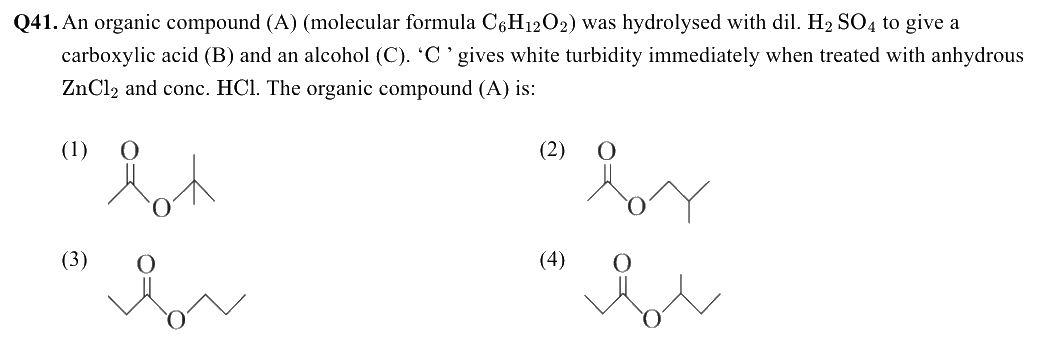 Q41. An organic compound (A) (molecular formula C₆H₁₂O₂) was hydrolysed with dil. H₂ SO₄ to give a
carboxylic acid (B) and an alcohol (C). ‘C ’ gives white turbidity immediately when treated with anhydrous
ZnCl₂ and conc. HCl. The organic compound (A) is:
(1) O O
(2) O O
(3) O O
(4) O O